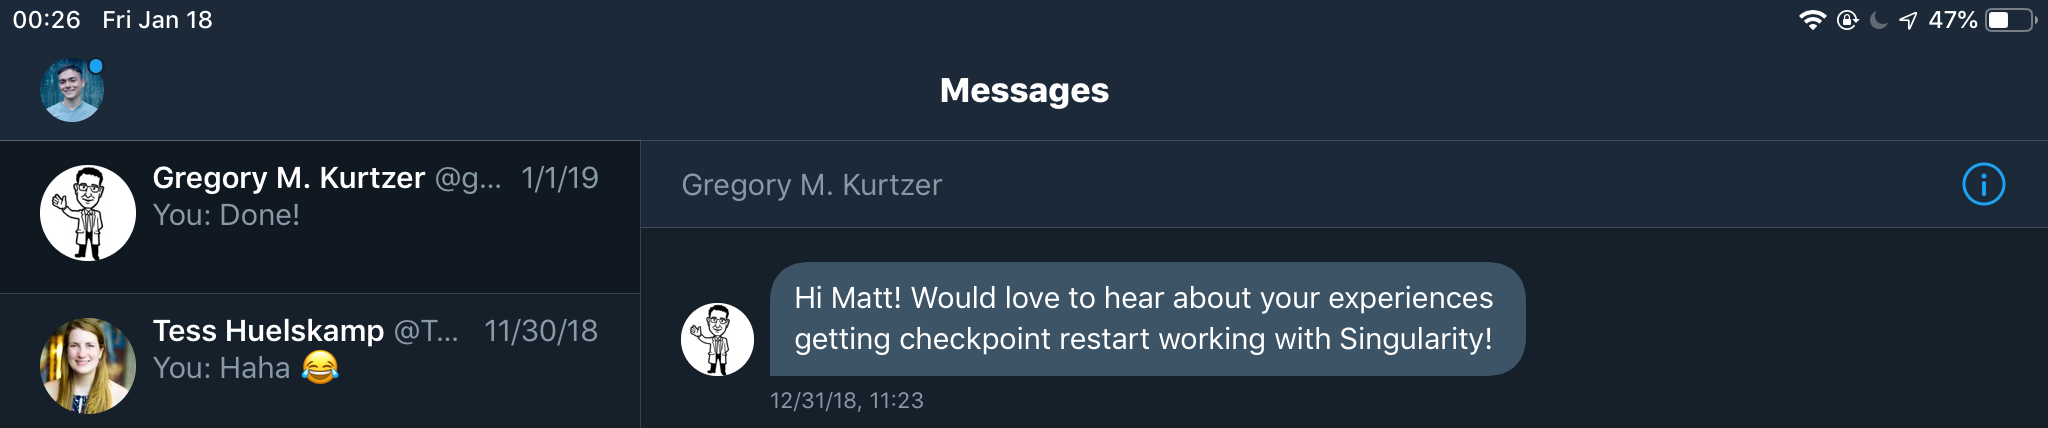 00:26 Fri Jan 18 47%
Messages
Gregory M. Kurtzer @g... 1/1/19
You: Done!
Tess Huelskamp @T... 11/30/18
You: Haha 😂
Gregory M. Kurtzer
Hi Matt! Would love to hear about your experiences
getting checkpoint restart working with Singularity!
12/31/18, 11:23